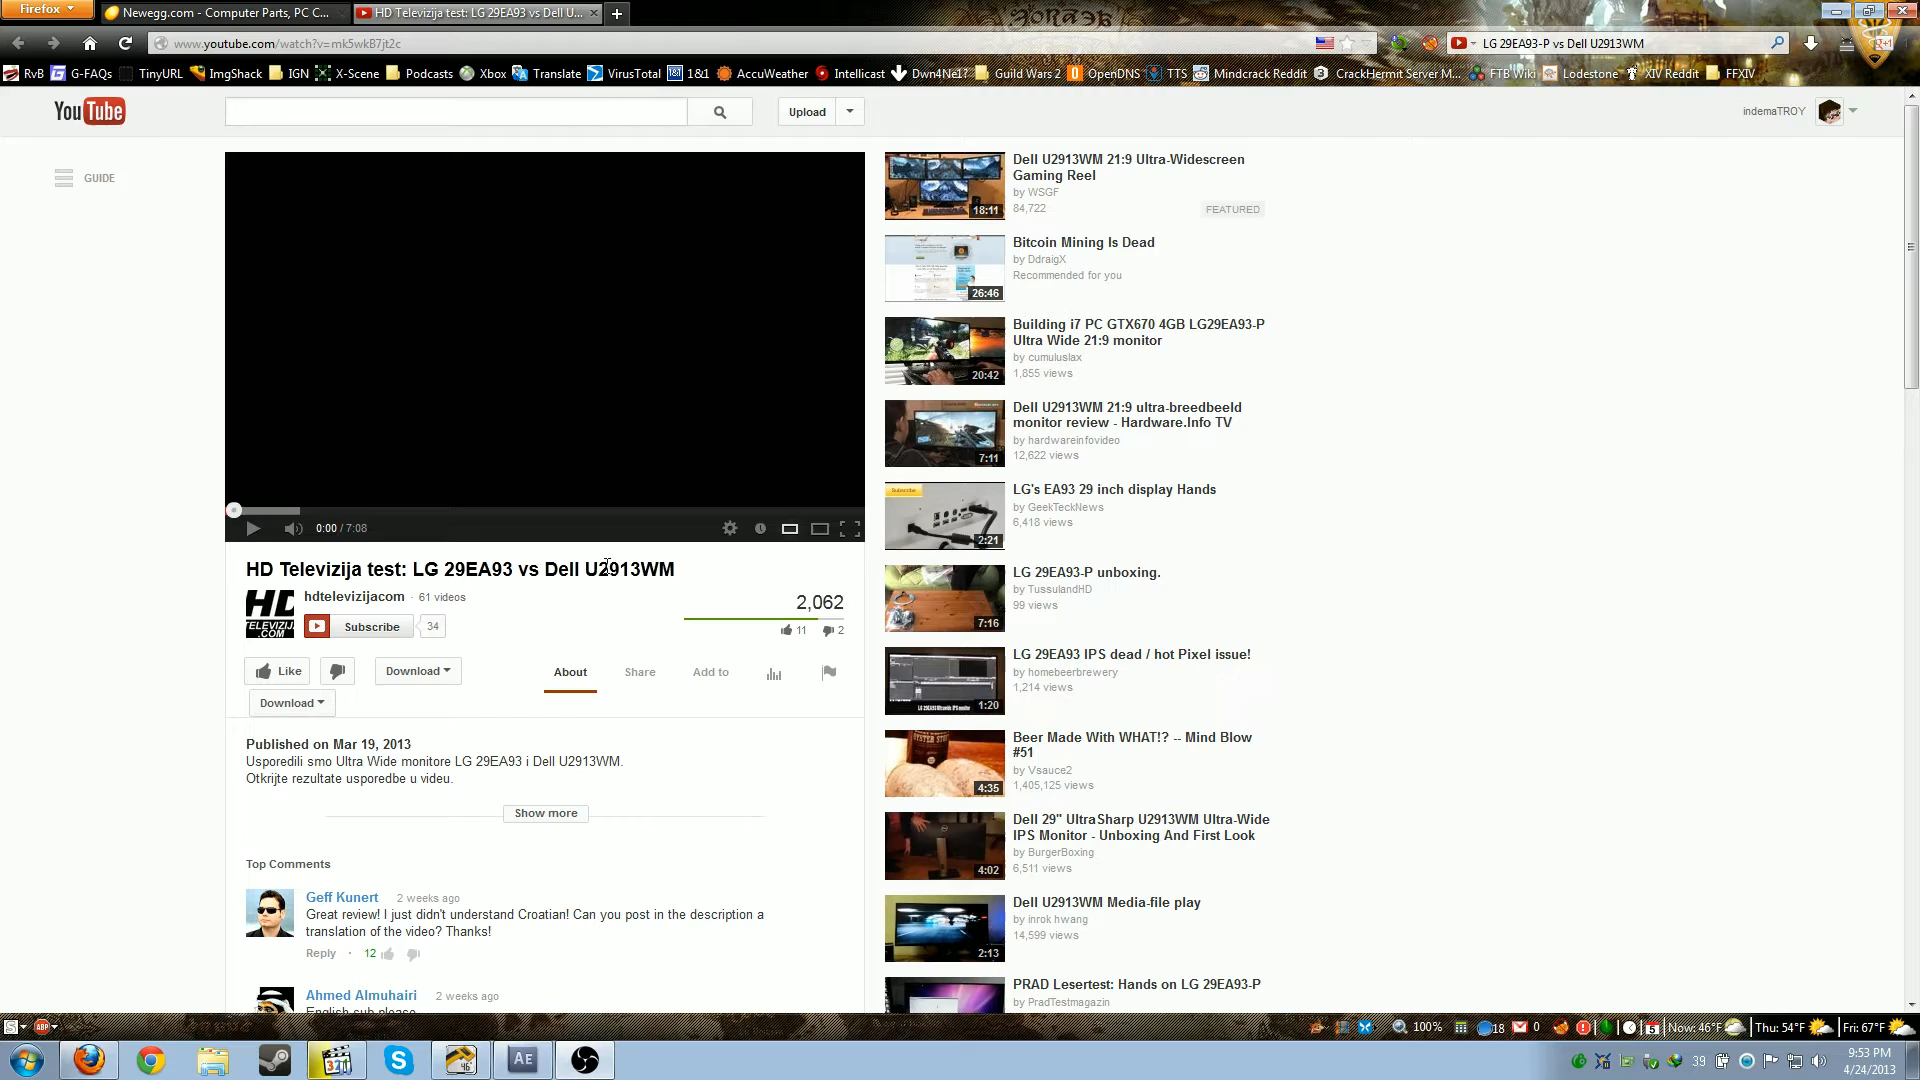 Firefox
Newegg.com - Computer Parts, PC C...
HD Televizija test: LG 29EA93 vs Dell U...
www.youtube.com/watch?v=mk5wkB7jt2c
LG 29EA93-P vs Dell U2913WM
RvB
G-FAQs
TinyURL
ImgShack
IGN
X-Scene
Podcasts
Xbox
Translate
VirusTotal
1&1
AccuWeather
Intellicast
Dwn4Ne1?
Guild Wars 2
OpenDNS
TTS
Mindcrack Reddit
CrackHermit Server M...
FTB Wiki
Lodestone
XIV Reddit
FFXIV
YouTube
Upload
indemaTROY
GUIDE
0:00 / 7:08
HD Televizija test: LG 29EA93 vs Dell U2913WM
hdtelevizijacom · 61 videos
Subscribe 34
2,062
11 2
Like
Download
About
Share
Add to
Download
Published on Mar 19, 2013
Usporedili smo Ultra Wide monitore LG 29EA93 i Dell U2913WM.
Otkrijte rezultate usporedbe u videu.
Show more
Top Comments
Geff Kunert 2 weeks ago
Great review! I just didn't understand Croatian! Can you post in the description a
translation of the video? Thanks!
Reply · 12
Ahmed Almuhairi 2 weeks ago
English sub please
Dell U2913WM 21:9 Ultra-Widescreen
Gaming Reel
by WSGF
84,722
FEATURED
18:11
Bitcoin Mining Is Dead
by DdraigX
Recommended for you
26:46
Building i7 PC GTX670 4GB LG29EA93-P
Ultra Wide 21:9 monitor
by cumuluslax
1,855 views
20:42
Dell U2913WM 21:9 ultra-breedbeeld
monitor review - Hardware.Info TV
by hardwareinfovideo
12,622 views
7:11
LG's EA93 29 inch display Hands
by GeekTeckNews
6,418 views
2:21
LG 29EA93-P unboxing.
by TussulandHD
99 views
7:16
LG 29EA93 IPS dead / hot Pixel issue!
by homebeerbrewery
1,214 views
1:20
Beer Made With WHAT!? -- Mind Blow
#51
by Vsauce2
1,405,125 views
4:35
Dell 29" UltraSharp U2913WM Ultra-Wide
IPS Monitor - Unboxing And First Look
by BurgerBoxing
6,511 views
4:02
Dell U2913WM Media-file play
by inrok hwang
14,599 views
2:13
PRAD Lesertest: Hands on LG 29EA93-P
by PradTestmagazin
100%
18
0
Now: 46°F
Thu: 54°F
Fri: 67°F
39
9:53 PM
4/24/2013